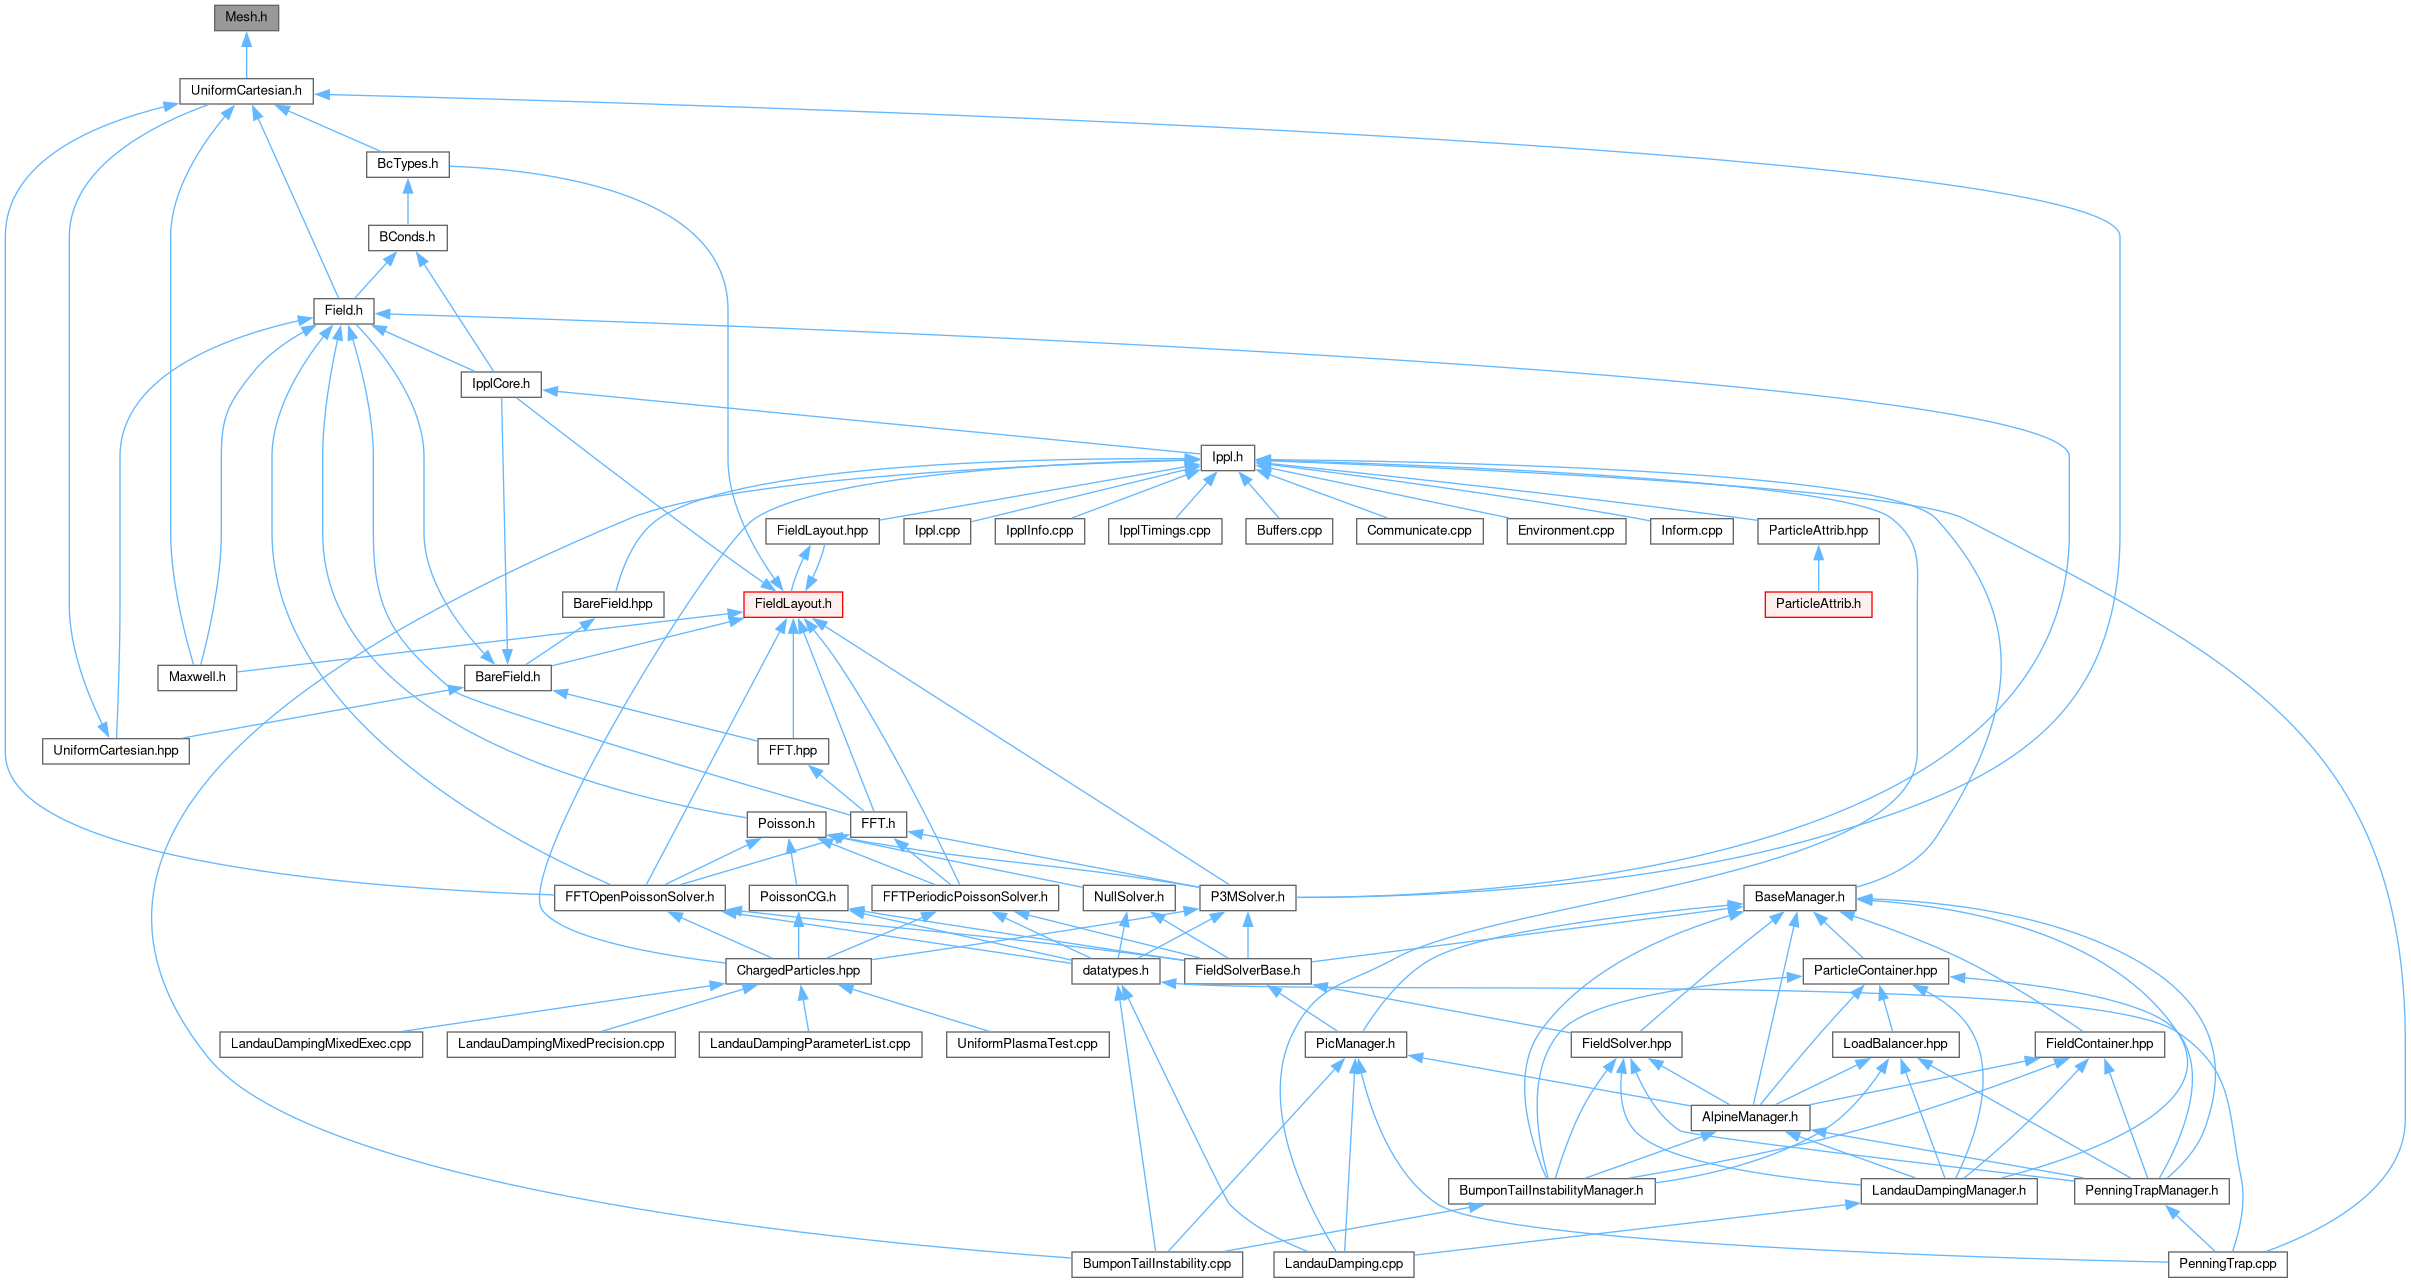 Mesh.h
UniformCartesian.h
BcTypes.h
BConds.h
Field.h
IpplCore.h
Ippl.h
FieldLayout.hpp
Ippl.cpp
IpplInfo.cpp
IpplTimings.cpp
Buffers.cpp
Communicate.cpp
Environment.cpp
Inform.cpp
ParticleAttrib.hpp
BareField.hpp
FieldLayout.h
ParticleAttrib.h
Maxwell.h
BareField.h
UniformCartesian.hpp
FFT.hpp
Poisson.h
FFT.h
FFTOpenPoissonSolver.h
PoissonCG.h
FFTPeriodicPoissonSolver.h
NullSolver.h
P3MSolver.h
BaseManager.h
ChargedParticles.hpp
datatypes.h
FieldSolverBase.h
ParticleContainer.hpp
LandauDampingMixedExec.cpp
LandauDampingMixedPrecision.cpp
LandauDampingParameterList.cpp
UniformPlasmaTest.cpp
PicManager.h
FieldSolver.hpp
LoadBalancer.hpp
FieldContainer.hpp
AlpineManager.h
BumponTailInstabilityManager.h
LandauDampingManager.h
PenningTrapManager.h
BumponTailInstability.cpp
LandauDamping.cpp
PenningTrap.cpp